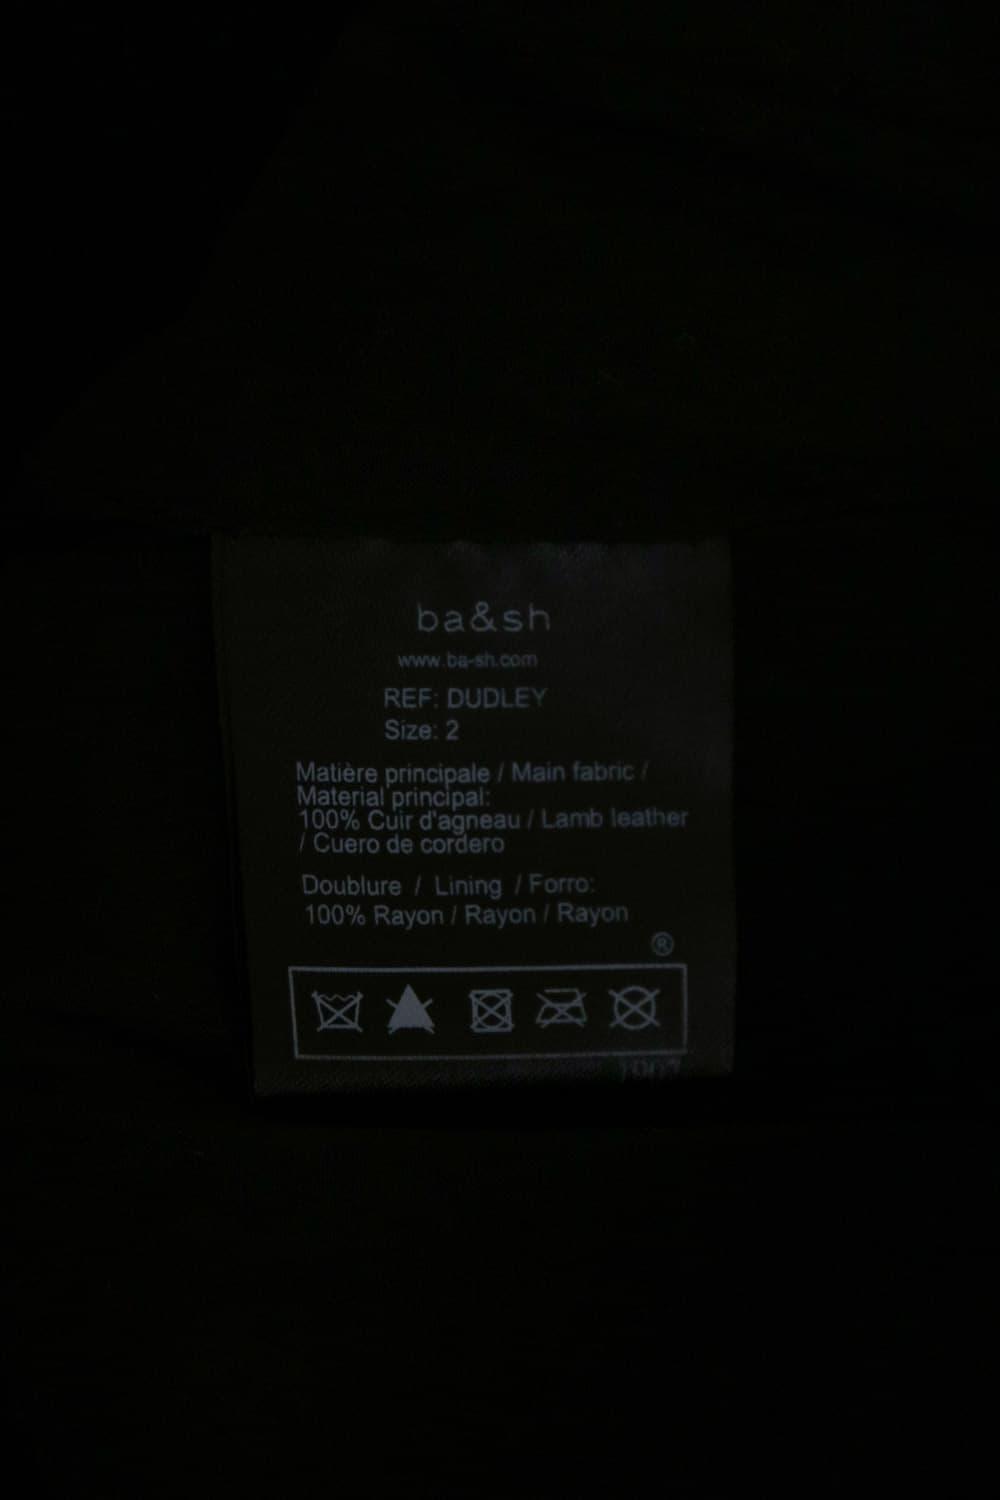 ba&sh
www.ba-sh.com
REF: DUDLEY
Size: 2
Matière principale / Main fabric /
Material principal:
100% Cuir d'agneau / Lamb leather
/ Cuero de cordero
Doublure / Lining / Forro:
100% Rayon / Rayon / Rayon
®